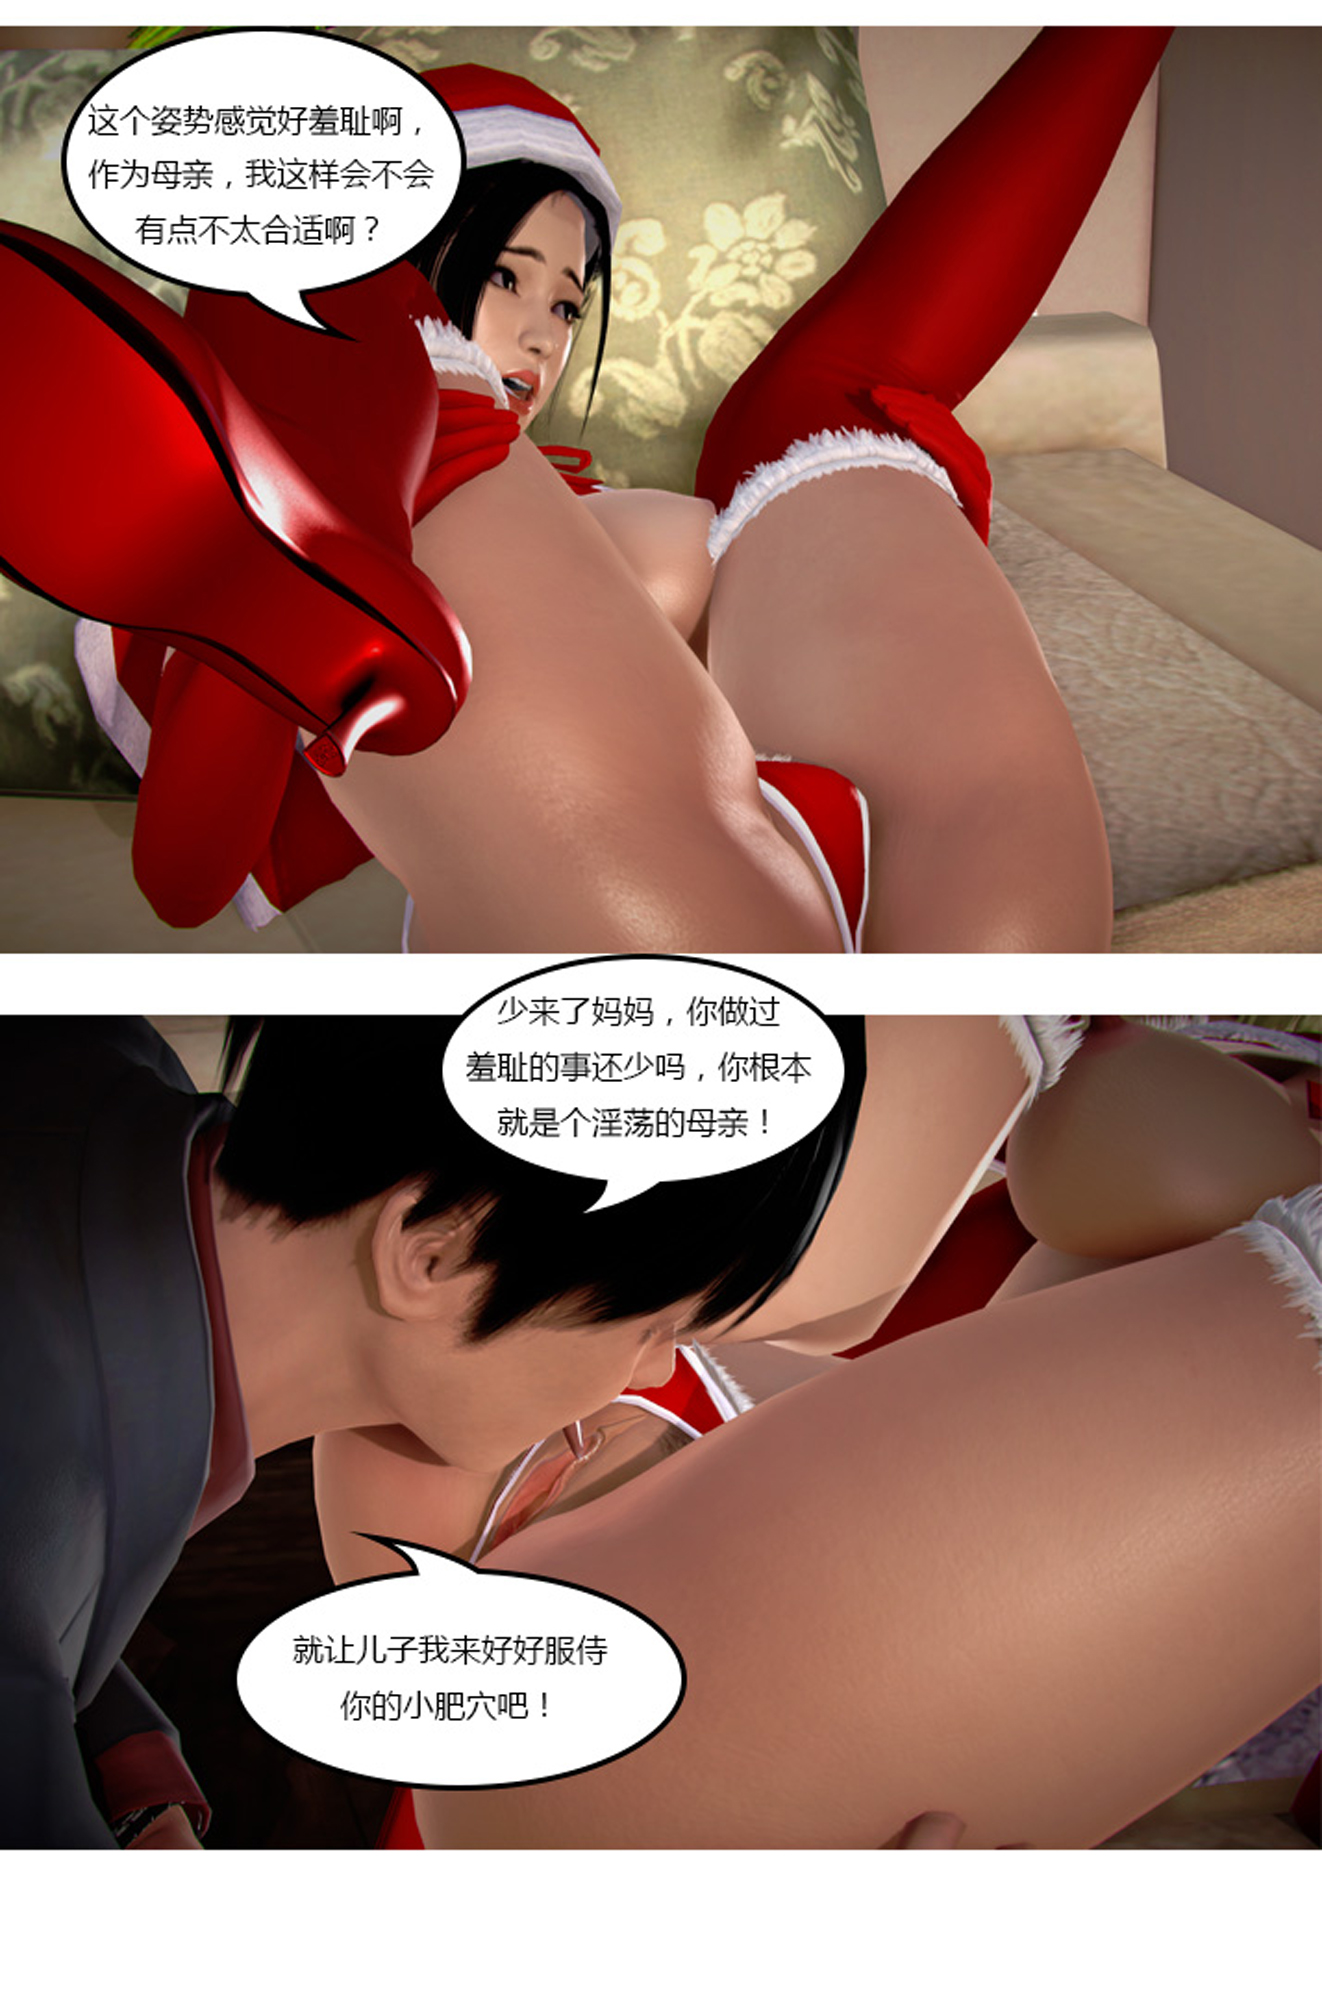 这个姿势感觉好羞耻啊，
作为母亲，我这样会不会
有点不太合适啊？
少来了妈妈，你做过
羞耻的事还少吗，你根本
就是个淫荡的母亲！
就让儿子我来好好服侍
你的小肥穴吧！